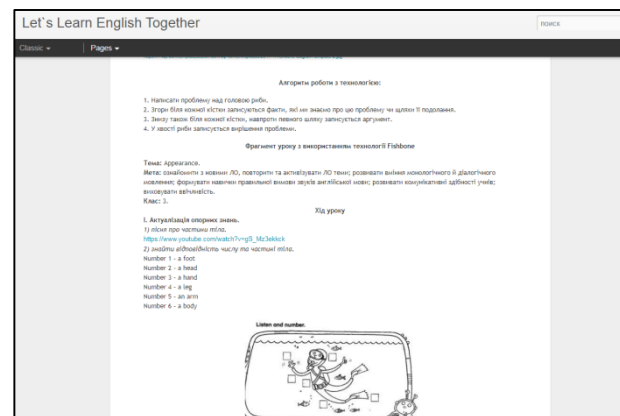 Let`s Learn English Together
поиск
Classic
Pages
Алгоритм роботи з технологією:
1. Написати проблему над головою риби.
2. Згори біля кожної кістки записуються факти, які ми знаємо про цю проблему чи щляхи її подолання.
3. Знизу також біля кожної кістки, навпроти певного шляху записується аргумент.
4. У хвості риби записується вирішення проблеми.
Фрагмент уроку з використанням технології Fishbone
Тема: Appearance.
Мета: ознайомити з новими ЛО, повторити та активізувати ЛО теми; розвивати вміння монологічного й діалогічного
мовлення; формувати навички правильної вимови звуків англійської мови; розвивати комунікативні здібності учнів;
виховувати ввічливість.
Клас: 3.
Хід уроку
І. Актуалізація опорних знань.
1) пісня про частини тіла.
https://www.youtube.com/watch?v=gS_Mz3ekkck
2) знайти відповідність числу та частині тіла.
Number 1 - a foot
Number 2 - a head
Number 3 - a hand
Number 4 - a leg
Number 5 - an arm
Number 6 - a body
Listen and number.